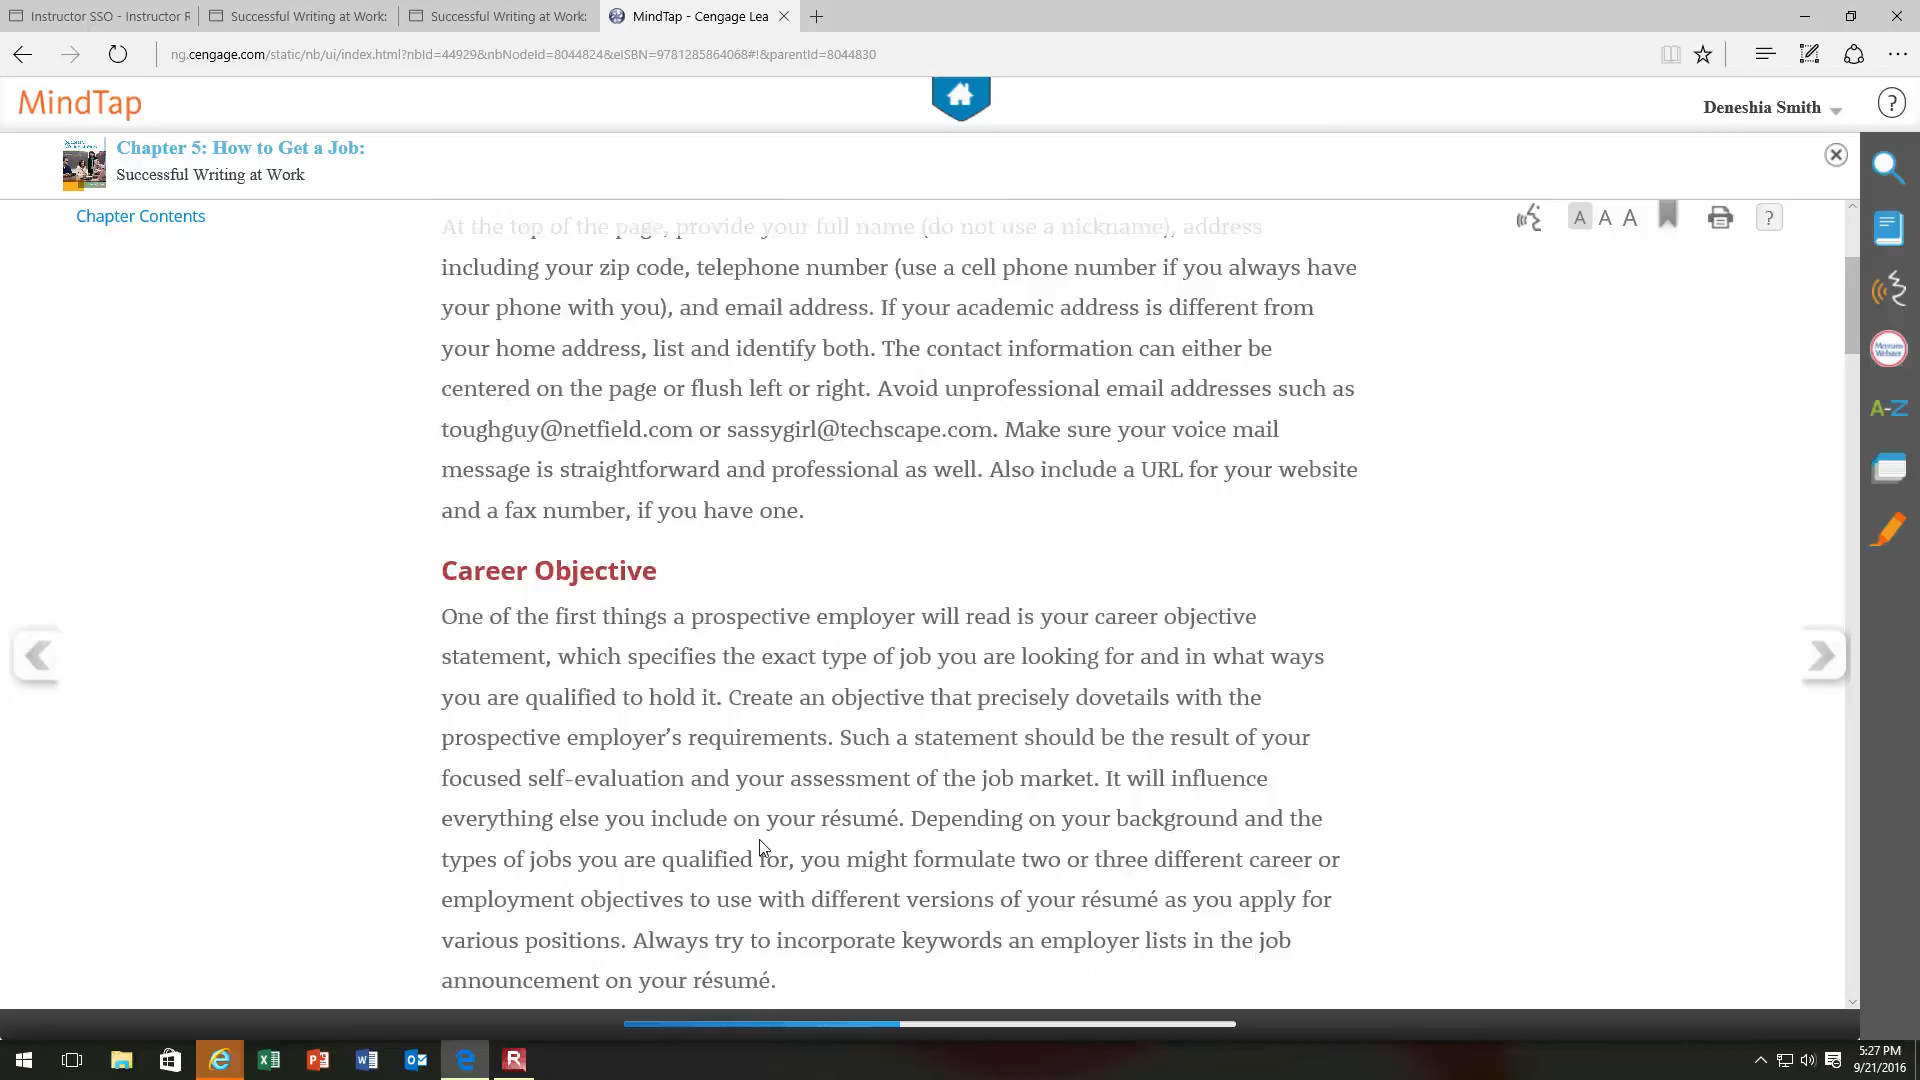 Instructor SSO - Instructor R
Successful Writing at Work:
Successful Writing at Work:
MindTap - Cengage Lea
ng.cengage.com/static/nb/ui/index.html?nbId=44929&nbNodeId=8044824&eISBN=9781285864068#!&parentId=8044830
MindTap
Deneshia Smith
?
Chapter 5: How to Get a Job:
Successful Writing at Work
Chapter Contents
A A A
?
At the top of the page, provide your full name (do not use a nickname), address
including your zip code, telephone number (use a cell phone number if you always have
your phone with you), and email address. If your academic address is different from
your home address, list and identify both. The contact information can either be
centered on the page or flush left or right. Avoid unprofessional email addresses such as
toughguy@netfield.com or sassygirl@techscape.com. Make sure your voice mail
message is straightforward and professional as well. Also include a URL for your website
and a fax number, if you have one.
Career Objective
One of the first things a prospective employer will read is your career objective
statement, which specifies the exact type of job you are looking for and in what ways
you are qualified to hold it. Create an objective that precisely dovetails with the
prospective employer’s requirements. Such a statement should be the result of your
focused self-evaluation and your assessment of the job market. It will influence
everything else you include on your résumé. Depending on your background and the
types of jobs you are qualified for, you might formulate two or three different career or
employment objectives to use with different versions of your résumé as you apply for
various positions. Always try to incorporate keywords an employer lists in the job
announcement on your résumé.
Merriam-
Webster
A-Z
5:27 PM
9/21/2016